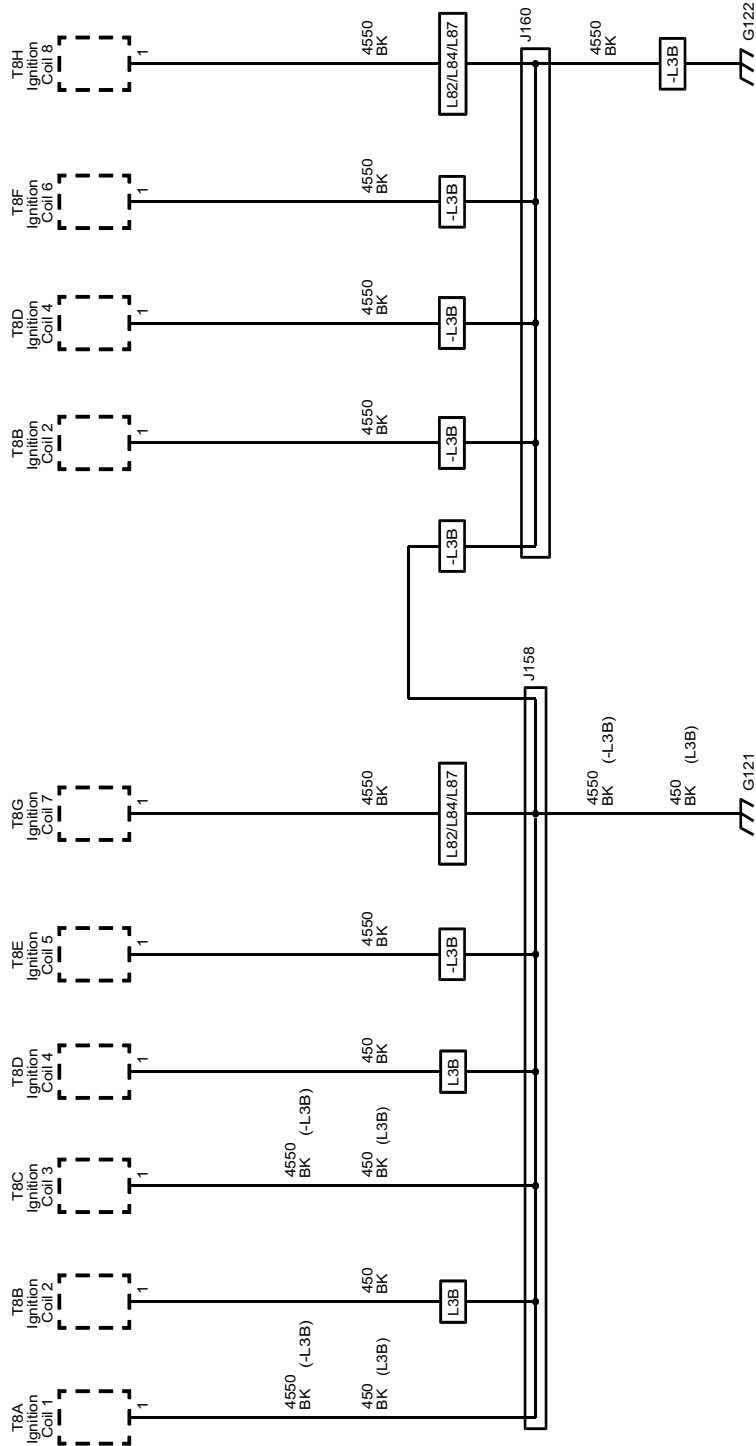 T8A
Ignition
Coil 1
T8B
Ignition
Coil 2
T8C
Ignition
Coil 3
T8D
Ignition
Coil 4
T8E
Ignition
Coil 5
T8G
Ignition
Coil 7
T8B
Ignition
Coil 2
T8D
Ignition
Coil 4
T8F
Ignition
Coil 6
T8H
Ignition
Coil 8
1
1
1
1
1
1
1
1
1
1
4550 (-L3B)
BK
4550 (-L3B)
BK
450 (L3B)
BK
450
BK
450 (L3B)
BK
450
BK
4550
BK
4550
BK
4550
BK
4550
BK
4550
BK
4550
BK
L3B
L3B
-L3B
L82/L84/L87
-L3B
-L3B
-L3B
-L3B
L82/L84/L87
J158
J160
4550 (-L3B)
BK
4550
BK
450 (L3B)
BK
-L3B
G121
G122